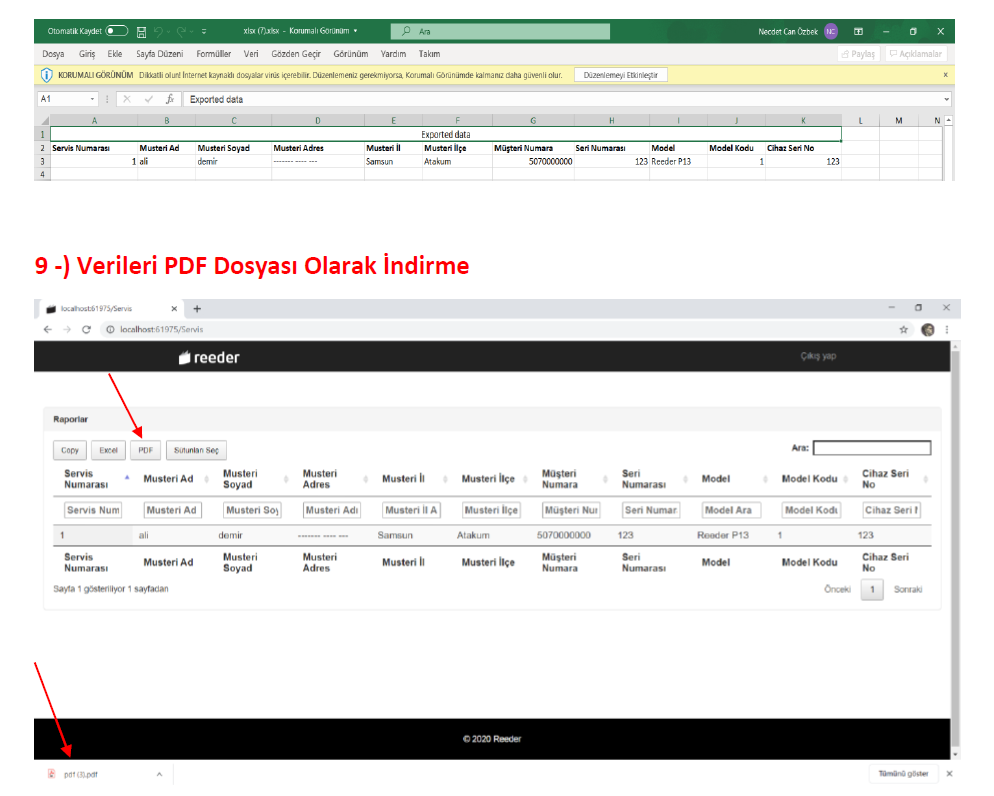 Otomatik Kaydet xlsx (7).xlsx - Korumalı Görünüm Ara Necdet Can Özbek NC
Dosya Giriş Ekle Sayfa Düzeni Formüller Veri Gözden Geçir Görünüm Yardım Takım Paylaş Açıklamalar
KORUMALI GÖRÜNÜM Dikkatli olun! İnternet kaynaklı dosyalar virüs içerebilir. Düzenlemeniz gerekmiyorsa, Korumalı Görünümde kalmanız daha güvenli olur. Düzenlemeyi Etkinleştir
A1 fx Exported data
A B C D E F G H I J K L M N
1 Exported data
2 Servis Numarası Musteri Ad Musteri Soyad Musteri Adres Musteri İl Musteri İlçe Müşteri Numara Seri Numarası Model Model Kodu Cihaz Seri No
3 1 ali demir ------- ---- --- Samsun Atakum 5070000000 123 Reeder P13 1 123
4
9 -) Verileri PDF Dosyası Olarak İndirme
localhost:61975/Servis
localhost:61975/Servis
reeder Çıkış yap
Raporlar
Copy Excel PDF Sütunları Seç Ara:
Servis Numarası Musteri Ad Musteri Soyad Musteri Adres Musteri İl Musteri İlçe Müşteri Numara Seri Numarası Model Model Kodu Cihaz Seri No
Servis Num Musteri Ad Musteri Soy Musteri Adr Musteri İl A Musteri İlçe Müşteri Nur Seri Numar Model Ara Model Kodu Cihaz Seri N
1 ali demir ------- ---- --- Samsun Atakum 5070000000 123 Reeder P13 1 123
Servis Numarası Musteri Ad Musteri Soyad Musteri Adres Musteri İl Musteri İlçe Müşteri Numara Seri Numarası Model Model Kodu Cihaz Seri No
Sayfa 1 gösteriliyor 1 sayfadan Önceki 1 Sonraki
© 2020 Reeder
pdf (3).pdf Tümünü göster